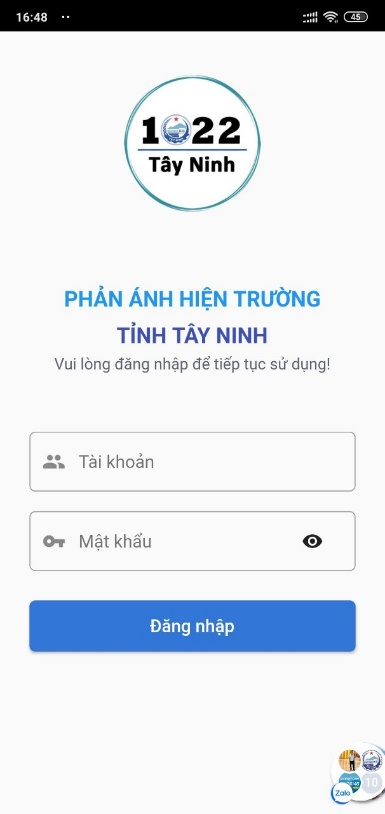 16:48
45
1022
Tây Ninh
PHẢN ÁNH HIỆN TRƯỜNG
TỈNH TÂY NINH
Vui lòng đăng nhập để tiếp tục sử dụng!
Tài khoản
Mật khẩu
Đăng nhập
10
Zalo